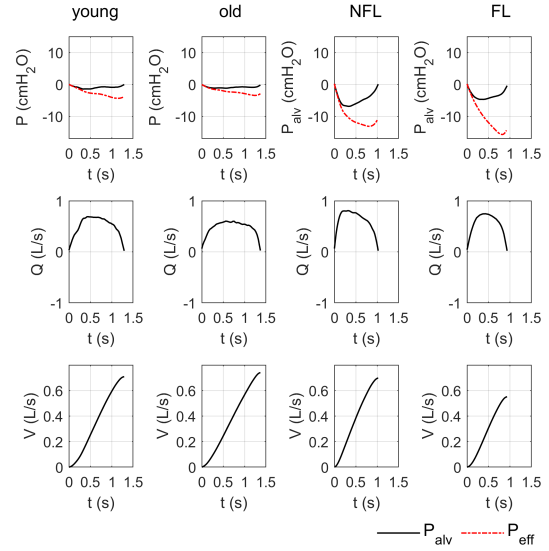 young old NFL FL
P (cmH2O) P (cmH2O) Palv (cmH2O) Palv (cmH2O)
10 10 10 10
0 0 0 0
-10 -10 -10 -10
0 0.5 1 1.5 0 0.5 1 1.5 0 0.5 1 1.5 0 0.5 1 1.5
t (s) t (s) t (s) t (s)
Q (L/s) Q (L/s) Q (L/s) Q (L/s)
1 1 1 1
0 0 0 0
-1 -1 -1 -1
0 0.5 1 1.5 0 0.5 1 1.5 0 0.5 1 1.5 0 0.5 1 1.5
t (s) t (s) t (s) t (s)
V (L/s) V (L/s) V (L/s) V (L/s)
0.6 0.6 0.6 0.6
0.4 0.4 0.4 0.4
0.2 0.2 0.2 0.2
0 0 0 0
0 0.5 1 1.5 0 0.5 1 1.5 0 0.5 1 1.5 0 0.5 1 1.5
t (s) t (s) t (s) t (s)
Palv Peff